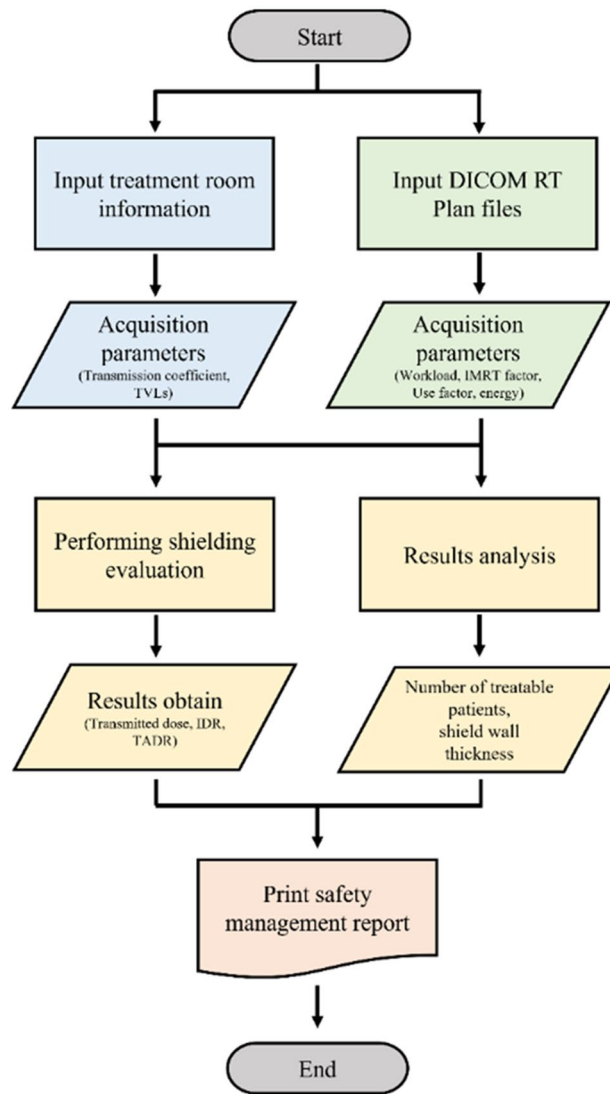 Start
Input treatment room
information
Input DICOM RT
Plan files
Acquisition
parameters
(Transmission coefficient,
TVLs)
Acquisition
parameters
(Workload, IMRT factor,
Use factor, energy)
Performing shielding
evaluation
Results analysis
Results obtain
(Transmitted dose, IDR,
TADR)
Number of treatable
patients,
shield wall
thickness
Print safety
management report
End